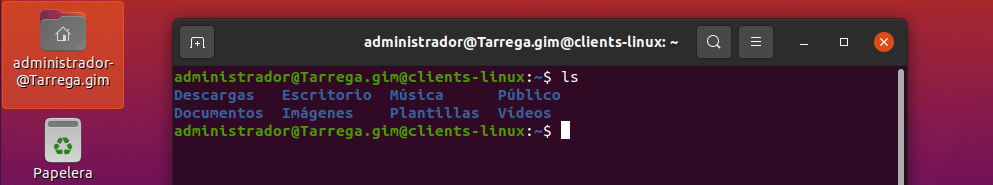 administrador-
@Tarrega.gim
Papelera
administrador@Tarrega.gim@clients-linux: ~
administrador@Tarrega.gim@clients-linux:~$ ls
Descargas Escritorio Música Público
Documentos Imágenes Plantillas Vídeos
administrador@Tarrega.gim@clients-linux:~$